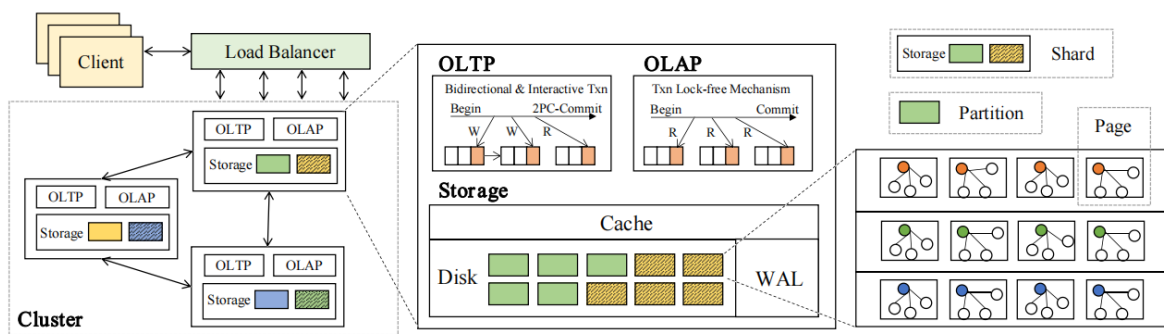 Client
Load Balancer
OLTP
OLAP
Storage
OLTP
OLAP
Storage
OLTP
OLAP
Storage
Cluster
OLTP
Bidirectional & Interactive Txn
Begin
2PC-Commit
W
W
R
OLAP
Txn Lock-free Mechanism
Begin
Commit
R
R
R
Storage
Cache
Disk
WAL
Storage
Shard
Partition
Page